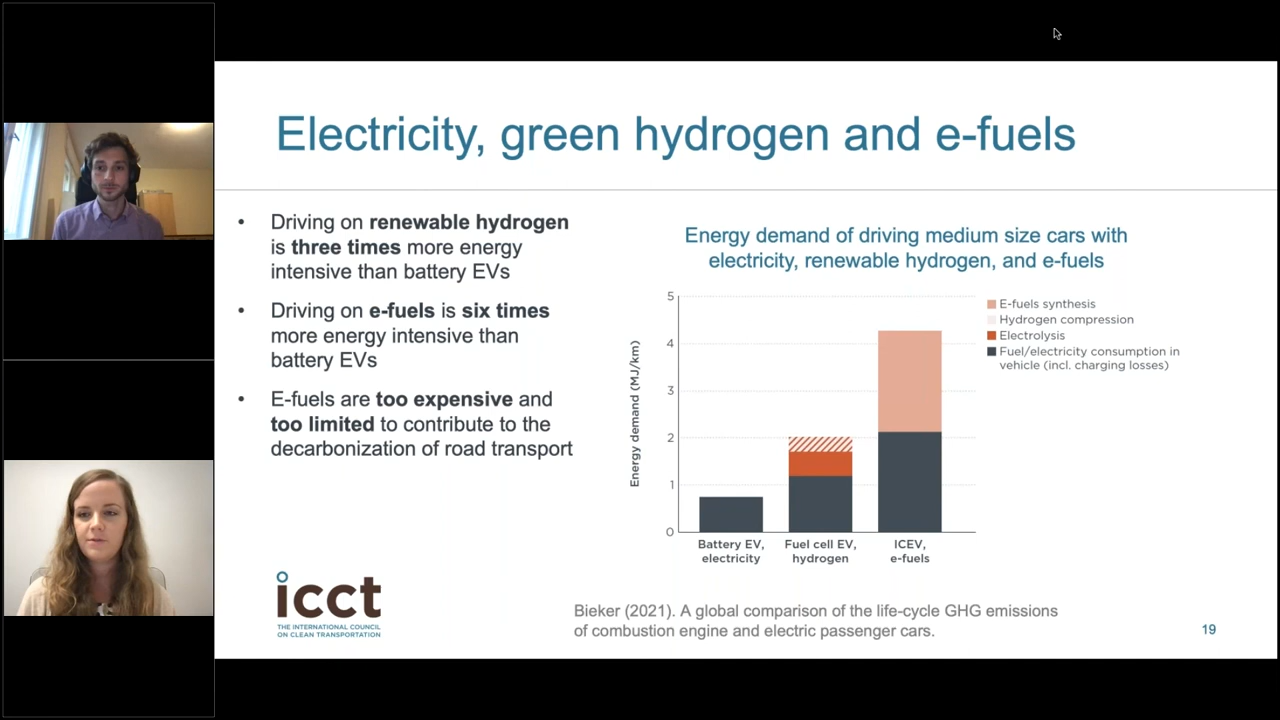 Electricity, green hydrogen and e-fuels
• Driving on renewable hydrogen
is three times more energy
intensive than battery EVs
• Driving on e-fuels is six times
more energy intensive than
battery EVs
• E-fuels are too expensive and
too limited to contribute to the
decarbonization of road transport
Energy demand of driving medium size cars with
electricity, renewable hydrogen, and e-fuels
Energy demand (MJ/km)
5
4
3
2
1
0
Battery EV,
electricity
Fuel cell EV,
hydrogen
ICEV,
e-fuels
E-fuels synthesis
Hydrogen compression
Electrolysis
Fuel/electricity consumption in
vehicle (incl. charging losses)
icct
THE INTERNATIONAL COUNCIL
ON CLEAN TRANSPORTATION
Bieker (2021). A global comparison of the life-cycle GHG emissions
of combustion engine and electric passenger cars.
19